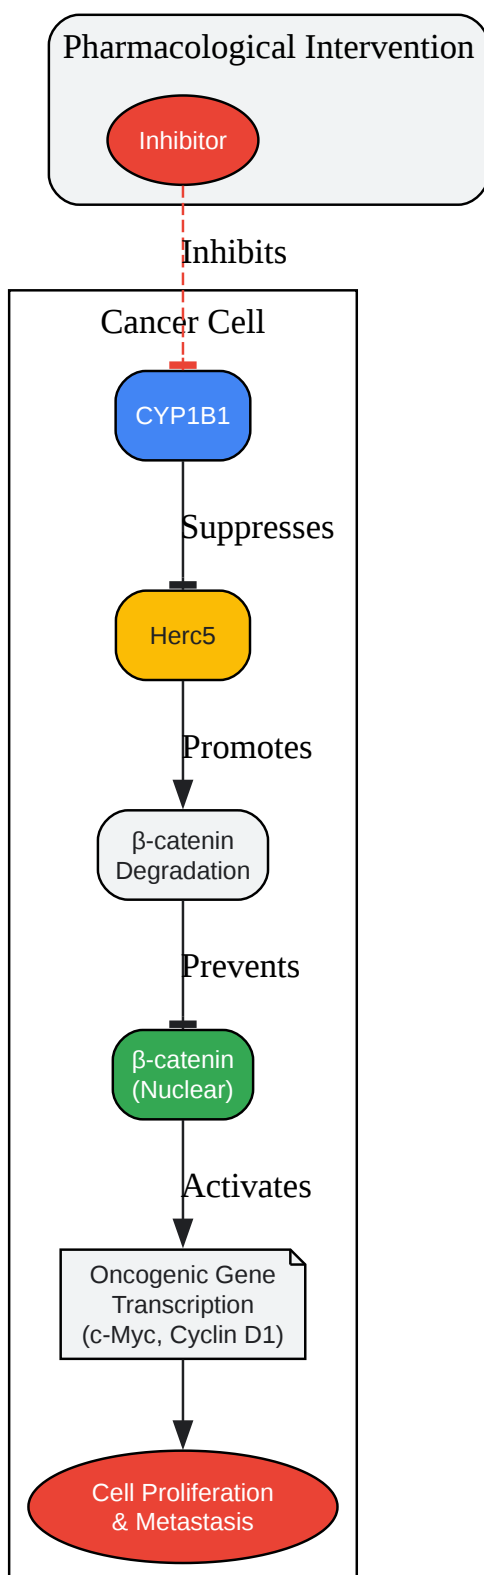 Pharmacological Intervention
Inhibitor
Inhibits
Cancer Cell
CYP1B1
Suppresses
Herc5
Promotes
β-catenin
Degradation
Prevents
β-catenin
(Nuclear)
Activates
Oncogenic Gene
Transcription
(c-Myc, Cyclin D1)
Cell Proliferation
& Metastasis